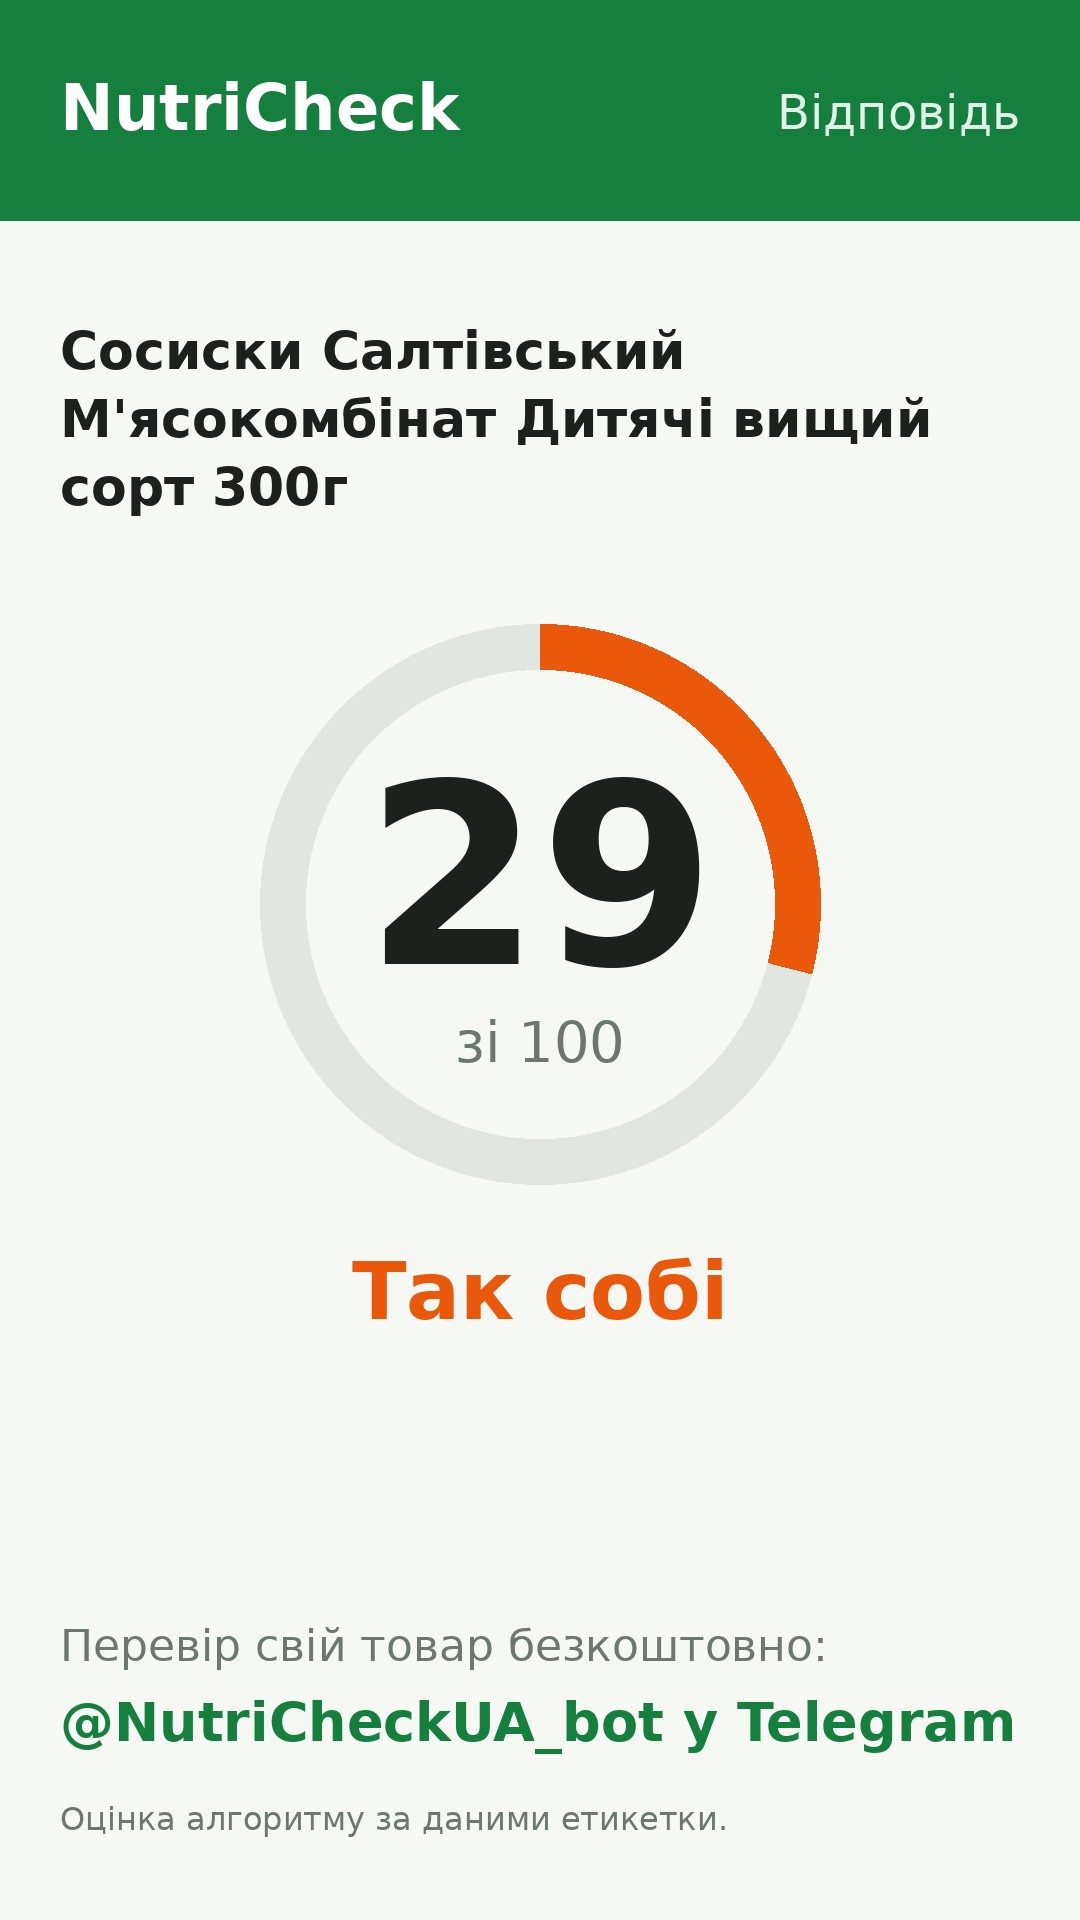 NutriCheck
Відповідь
Сосиски Салтівський
М'ясокомбінат Дитячі вищий
сорт 300г
29
зі 100
Так собі
Перевір свій товар безкоштовно:
@NutriCheckUA_bot у Telegram
Оцінка алгоритму за даними етикетки.